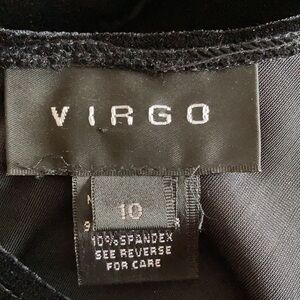 VIRGO
10
10% SPANDEX
SEE REVERSE
FOR CARE